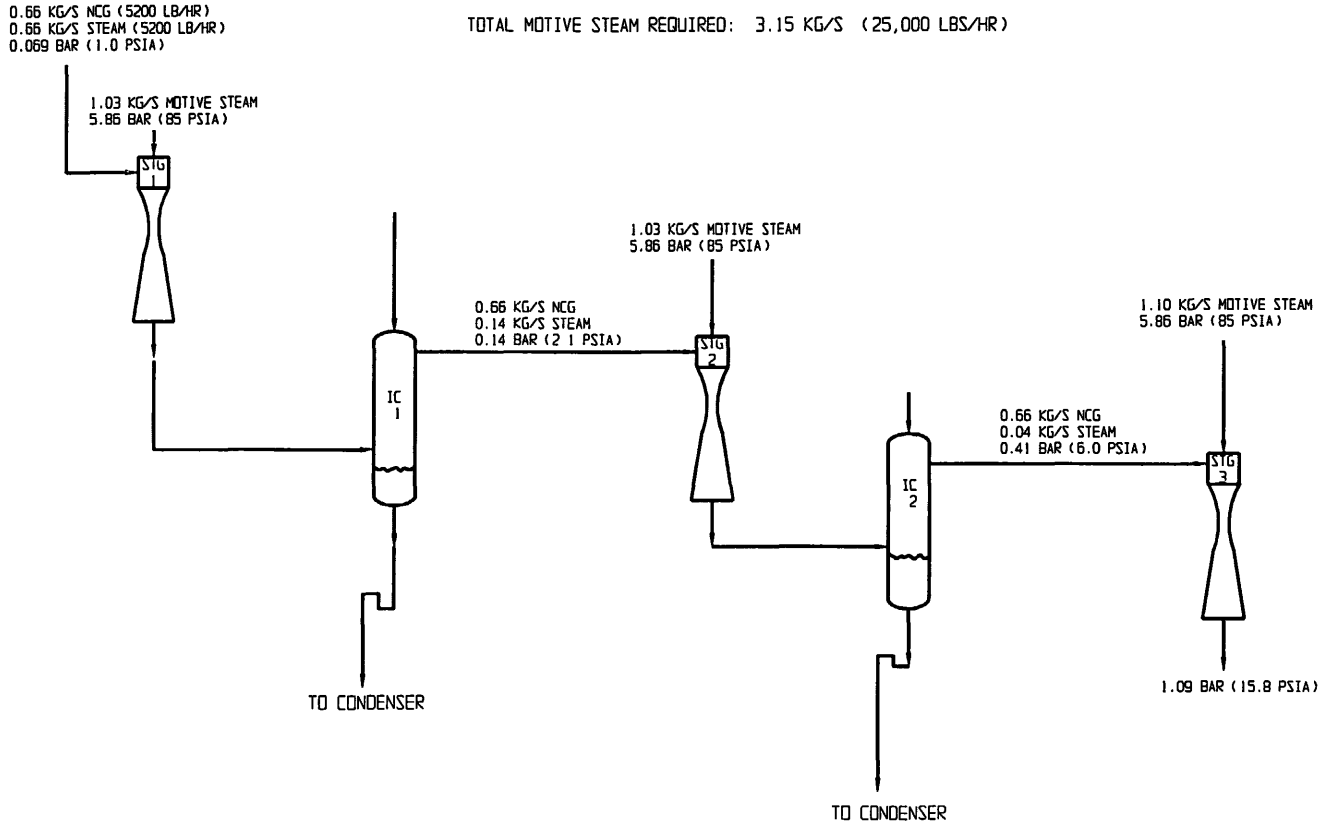 0.66 KG/S NCG (5200 LB/HR)
0.66 KG/S STEAM (5200 LB/HR)
0.069 BAR (1.0 PSIA)
TOTAL MOTIVE STEAM REQUIRED: 3.15 KG/S (25,000 LBS/HR)
1.03 KG/S MOTIVE STEAM
5.86 BAR (85 PSIA)
STG
1
1.03 KG/S MOTIVE STEAM
5.86 BAR (85 PSIA)
0.66 KG/S NCG
0.14 KG/S STEAM
0.14 BAR (2 1 PSIA)
STG
2
IC
1
1.10 KG/S MOTIVE STEAM
5.86 BAR (85 PSIA)
0.66 KG/S NCG
0.04 KG/S STEAM
0.41 BAR (6.0 PSIA)
STG
3
IC
2
TO CONDENSER
1.09 BAR (15.8 PSIA)
TO CONDENSER